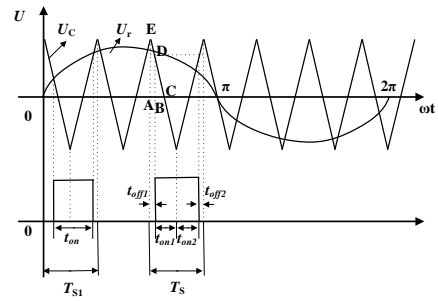 U
U_C
U_r
E
D
C
A B
π
2π
0
ωt
t_off1
t_off2
0
t_on
t_on1
t_on2
T_S1
T_S